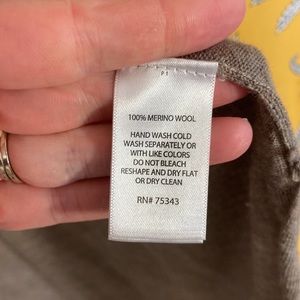 P1
100% MERINO WOOL
HAND WASH COLD
WASH SEPARATELY OR
WITH LIKE COLORS
DO NOT BLEACH
RESHAPE AND DRY FLAT
OR DRY CLEAN
RN# 75343